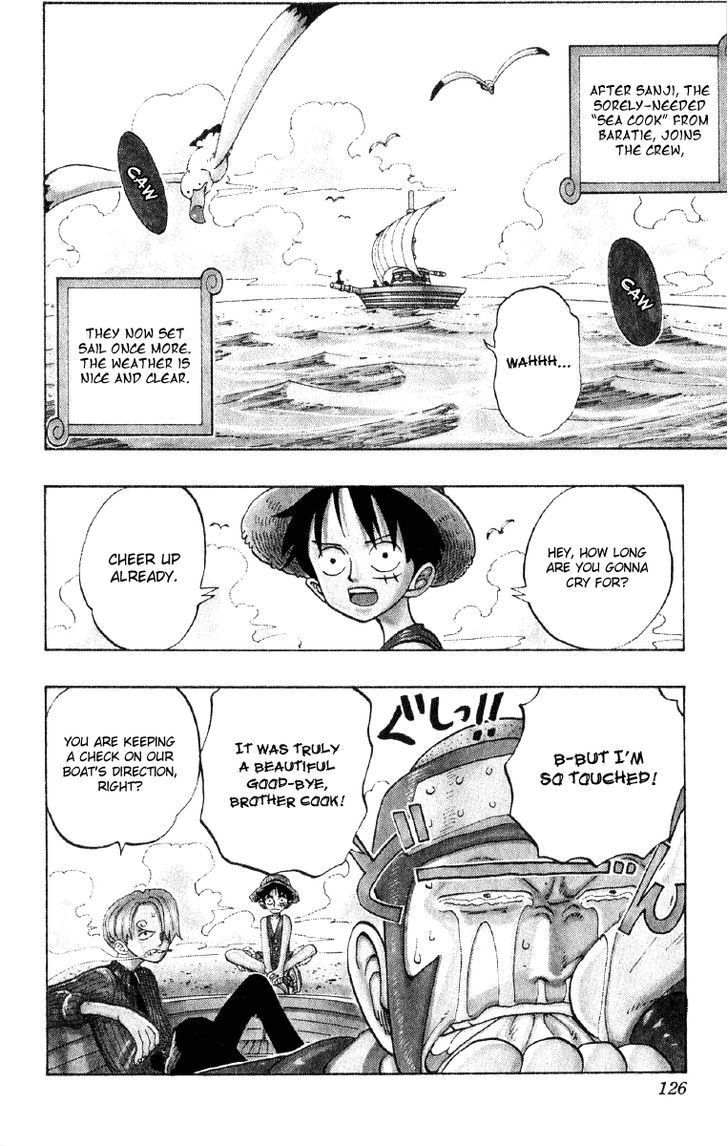 AFTER SANJI, THE
SORELY-NEEDED
"SEA COOK" FROM
BARATIE, JOINS
THE CREW,
CAW
CAW
THEY NOW SET
SAIL ONCE MORE.
THE WEATHER IS
NICE AND CLEAR.
WAHHH...
HEY, HOW LONG
ARE YOU GONNA
CRY FOR?
CHEER UP
ALREADY.
B-BUT I'M
SO TOUCHED!
ぐしっ!!
IT WAS TRULY
A BEAUTIFUL
GOOD-BYE,
BROTHER COOK!
YOU ARE KEEPING
A CHECK ON OUR
BOAT'S DIRECTION,
RIGHT?
126